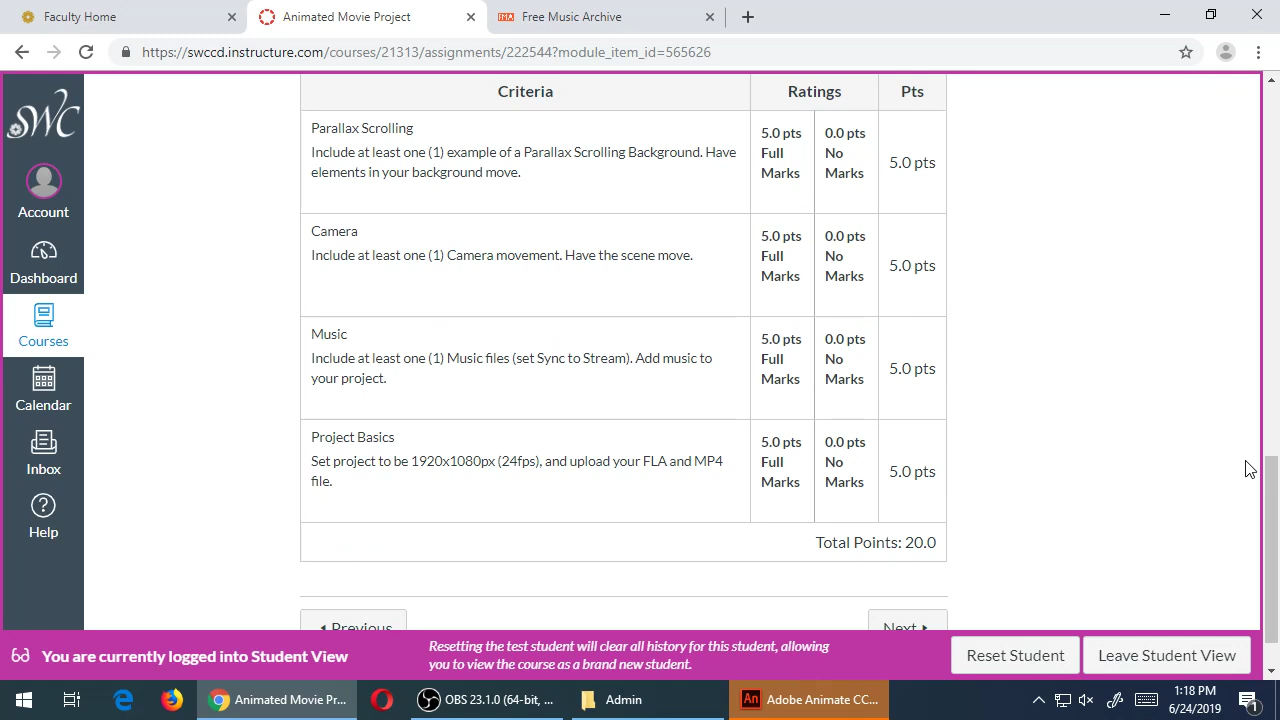 Faculty Home
Animated Movie Project
FMA
Free Music Archive
https://swccd.instructure.com/courses/21313/assignments/222544?module_item_id=565626
SWC
Account
Dashboard
Courses
Calendar
Inbox
Help
Criteria
Ratings
Pts
Parallax Scrolling
Include at least one (1) example of a Parallax Scrolling Background. Have
elements in your background move.
5.0 pts
Full
Marks
0.0 pts
No
Marks
5.0 pts
Camera
Include at least one (1) Camera movement. Have the scene move.
5.0 pts
Full
Marks
0.0 pts
No
Marks
5.0 pts
Music
Include at least one (1) Music files (set Sync to Stream). Add music to
your project.
5.0 pts
Full
Marks
0.0 pts
No
Marks
5.0 pts
Project Basics
Set project to be 1920x1080px (24fps), and upload your FLA and MP4
file.
5.0 pts
Full
Marks
0.0 pts
No
Marks
5.0 pts
Total Points: 20.0
Previous
Next
You are currently logged into Student View
Resetting the test student will clear all history for this student, allowing
you to view the course as a brand new student.
Reset Student
Leave Student View
Animated Movie Pr...
OBS 23.1.0 (64-bit, ...
Admin
An
Adobe Animate CC...
1:18 PM
6/24/2019
1